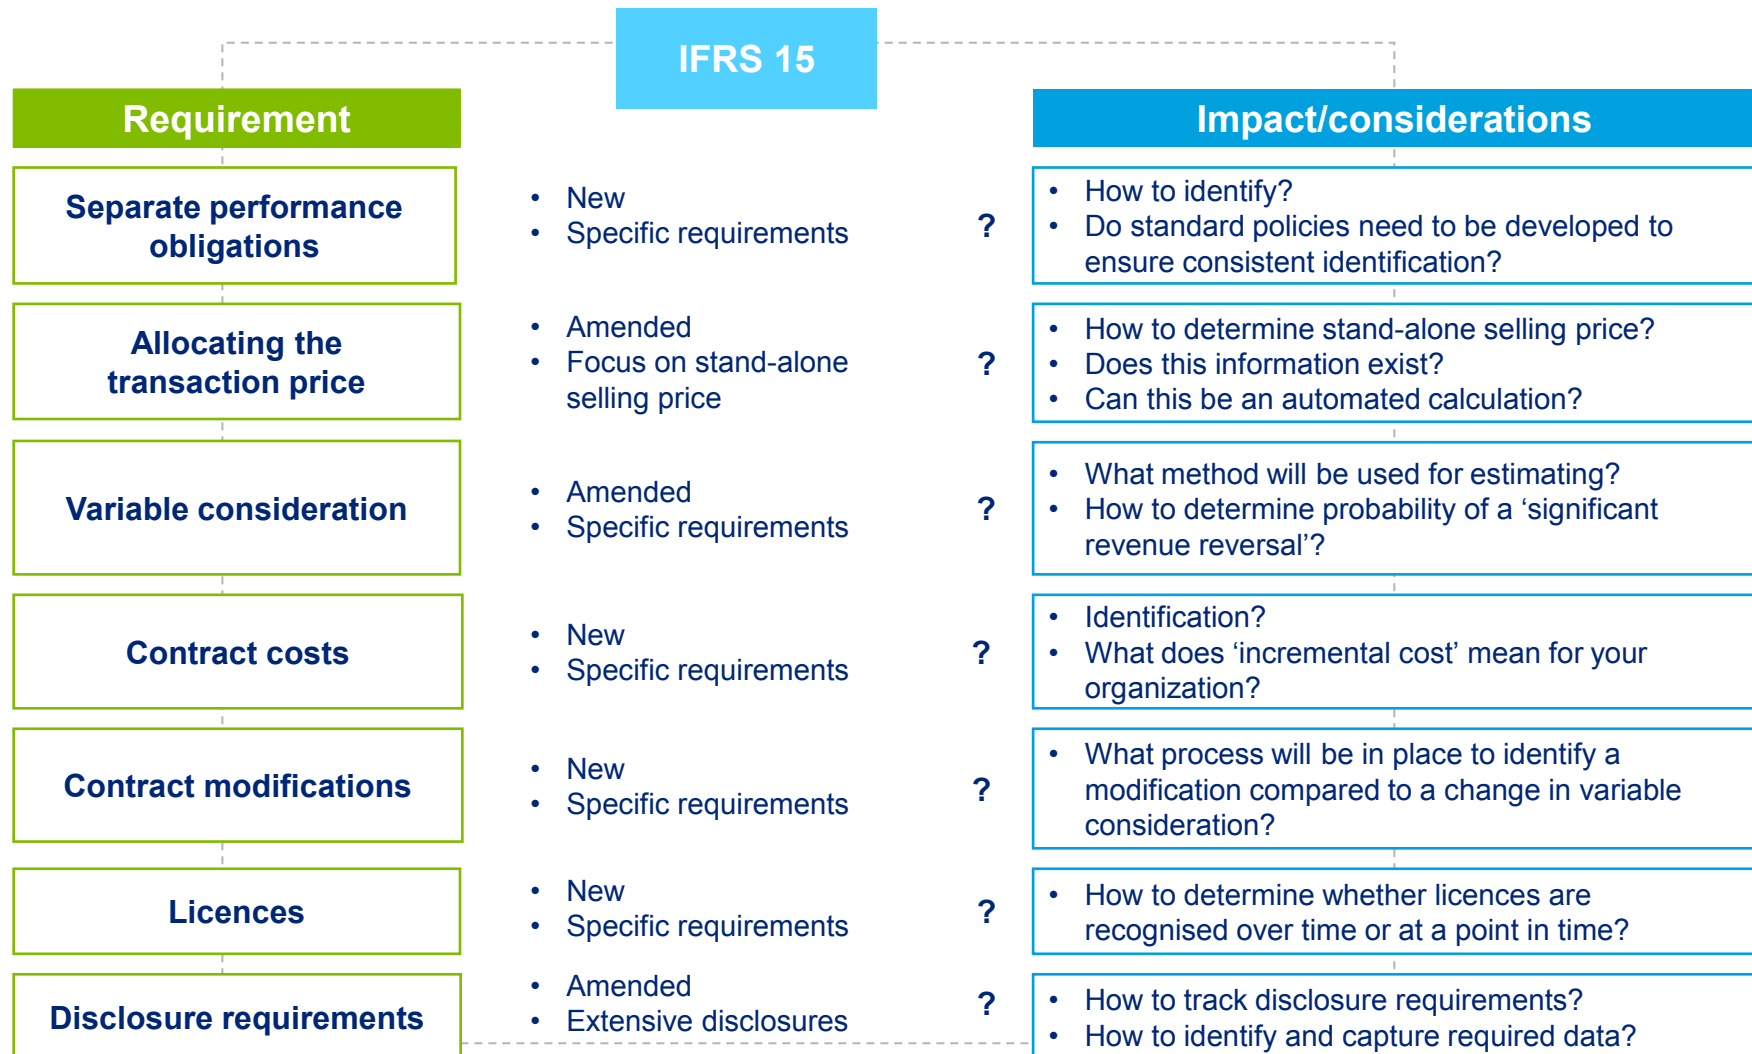 IFRS 15
Requirement
Impact/considerations
Separate performance
obligations
• New
• Specific requirements
?
• How to identify?
• Do standard policies need to be developed to
ensure consistent identification?
Allocating the
transaction price
• Amended
• Focus on stand-alone
selling price
?
• How to determine stand-alone selling price?
• Does this information exist?
• Can this be an automated calculation?
Variable consideration
• Amended
• Specific requirements
?
• What method will be used for estimating?
• How to determine probability of a ‘significant
revenue reversal’?
Contract costs
• New
• Specific requirements
?
• Identification?
• What does ‘incremental cost’ mean for your
organization?
Contract modifications
• New
• Specific requirements
?
• What process will be in place to identify a
modification compared to a change in variable
consideration?
Licences
• New
• Specific requirements
?
• How to determine whether licences are
recognised over time or at a point in time?
Disclosure requirements
• Amended
• Extensive disclosures
?
• How to track disclosure requirements?
• How to identify and capture required data?